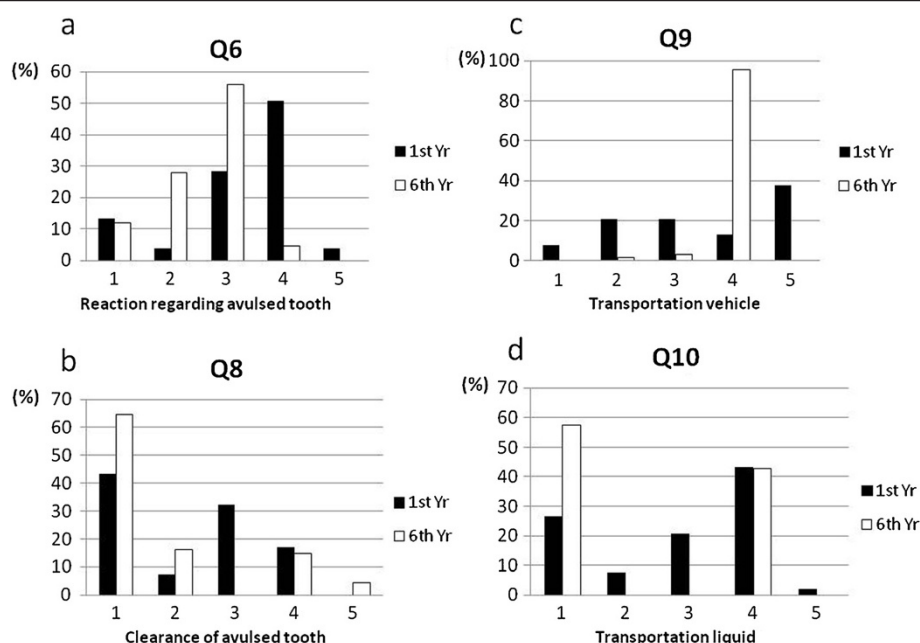 a
Q6
(%)
60
50
40
30
20
10
0
1 2 3 4 5
Reaction regarding avulsed tooth
1st Yr
6th Yr
b
Q8
(%)
70
60
50
40
30
20
10
0
1 2 3 4 5
Clearance of avulsed tooth
1st Yr
6th Yr
c
Q9
(%)
100
80
60
40
20
0
1 2 3 4 5
Transportation vehicle
1st Yr
6th Yr
d
Q10
(%)
70
60
50
40
30
20
10
0
1 2 3 4 5
Transportation liquid
1st Yr
6th Yr